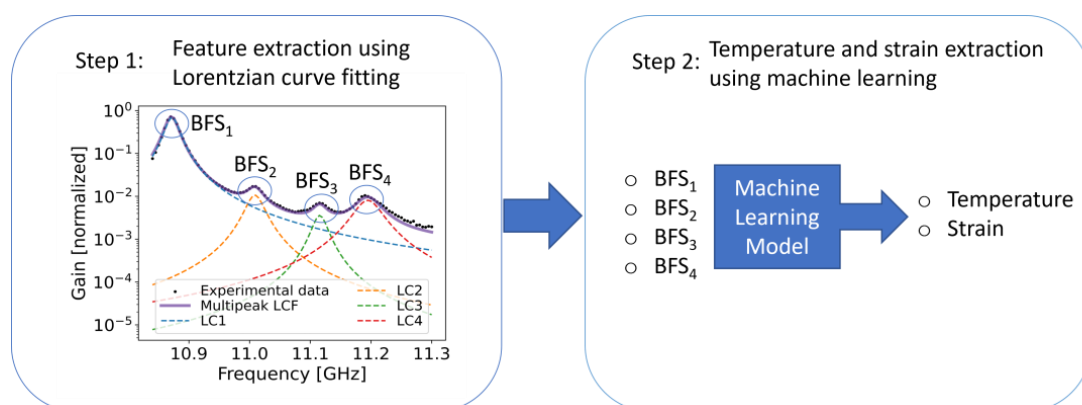 Step 1:
Feature extraction using
Lorentzian curve fitting
10⁰
10⁻¹
10⁻²
10⁻³
10⁻⁴
10⁻⁵
Gain [normalized]
BFS₁
BFS₂
BFS₃
BFS₄
Experimental data
Multipeak LCF
LC1
LC2
LC3
LC4
10.9 11.0 11.1 11.2 11.3
Frequency [GHz]
Step 2:
Temperature and strain extraction
using machine learning
BFS₁
BFS₂
BFS₃
BFS₄
Machine
Learning
Model
Temperature
Strain